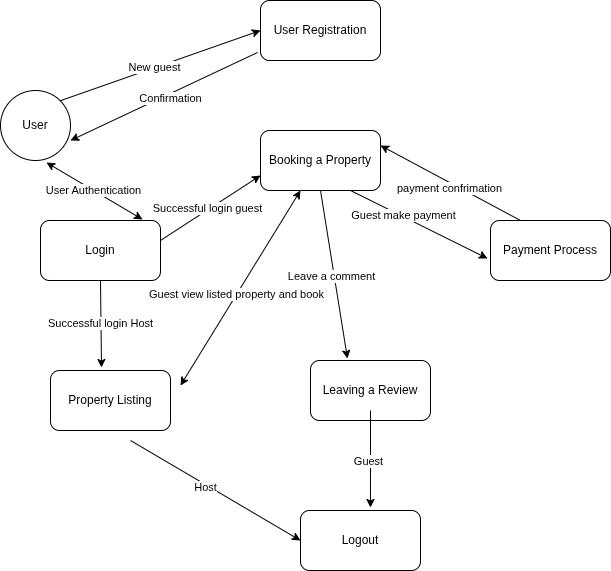 User Registration
New guest
Confirmation
User
Booking a Property
payment confrimation
User Authentication
Successful login guest
Guest make payment
Login
Payment Process
Leave a comment
Guest view listed property and book
Successful login Host
Property Listing
Leaving a Review
Guest
Host
Logout